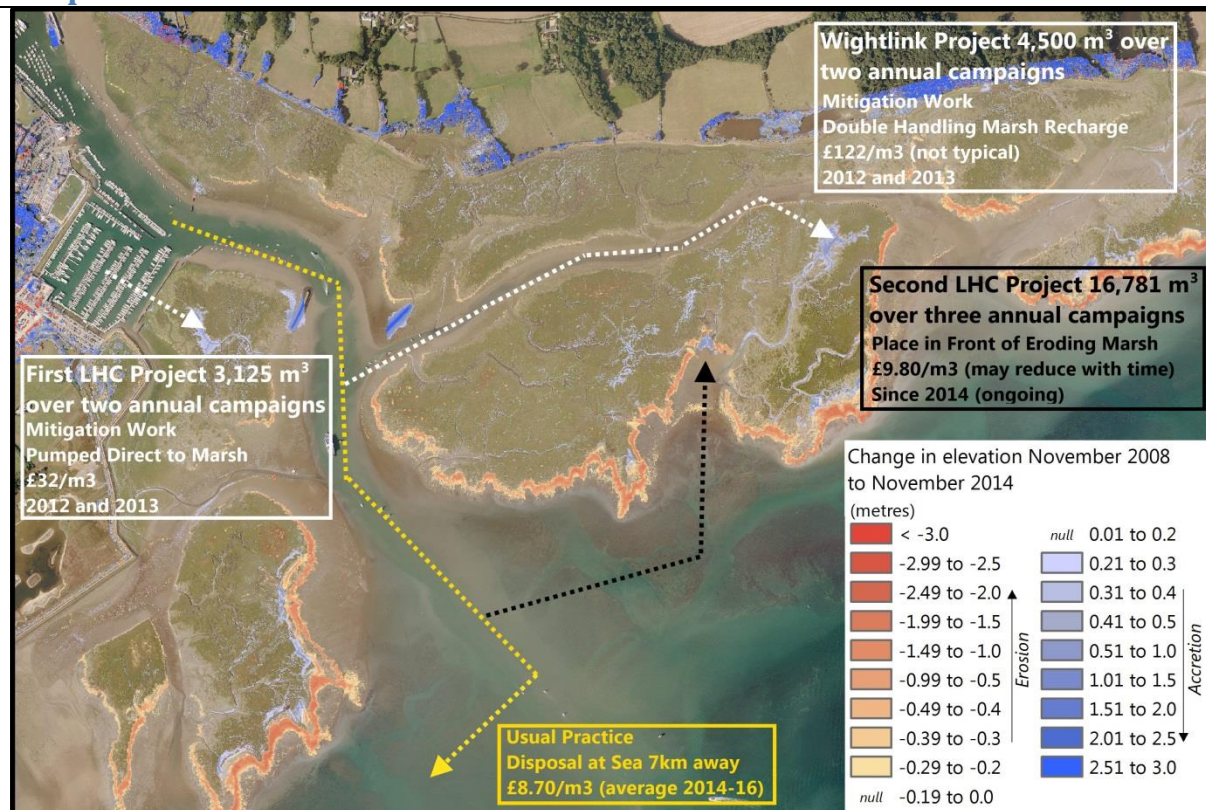 Wightlink Project 4,500 m³ over
two annual campaigns
Mitigation Work
Double Handling Marsh Recharge
£122/m3 (not typical)
2012 and 2013
Second LHC Project 16,781 m³
over three annual campaigns
Place in Front of Eroding Marsh
£9.80/m3 (may reduce with time)
Since 2014 (ongoing)
First LHC Project 3,125 m³
over two annual campaigns
Mitigation Work
Pumped Direct to Marsh
£32/m3
2012 and 2013
Usual Practice
Disposal at Sea 7km away
£8.70/m3 (average 2014-16)
Change in elevation November 2008
to November 2014
(metres)
< -3.0
-2.99 to -2.5
-2.49 to -2.0
-1.99 to -1.5
-1.49 to -1.0
-0.99 to -0.5
-0.49 to -0.4
-0.39 to -0.3
-0.29 to -0.2
null -0.19 to 0.0
Erosion
null 0.01 to 0.2
0.21 to 0.3
0.31 to 0.4
0.41 to 0.5
0.51 to 1.0
1.01 to 1.5
1.51 to 2.0
2.01 to 2.5
2.51 to 3.0
Accretion